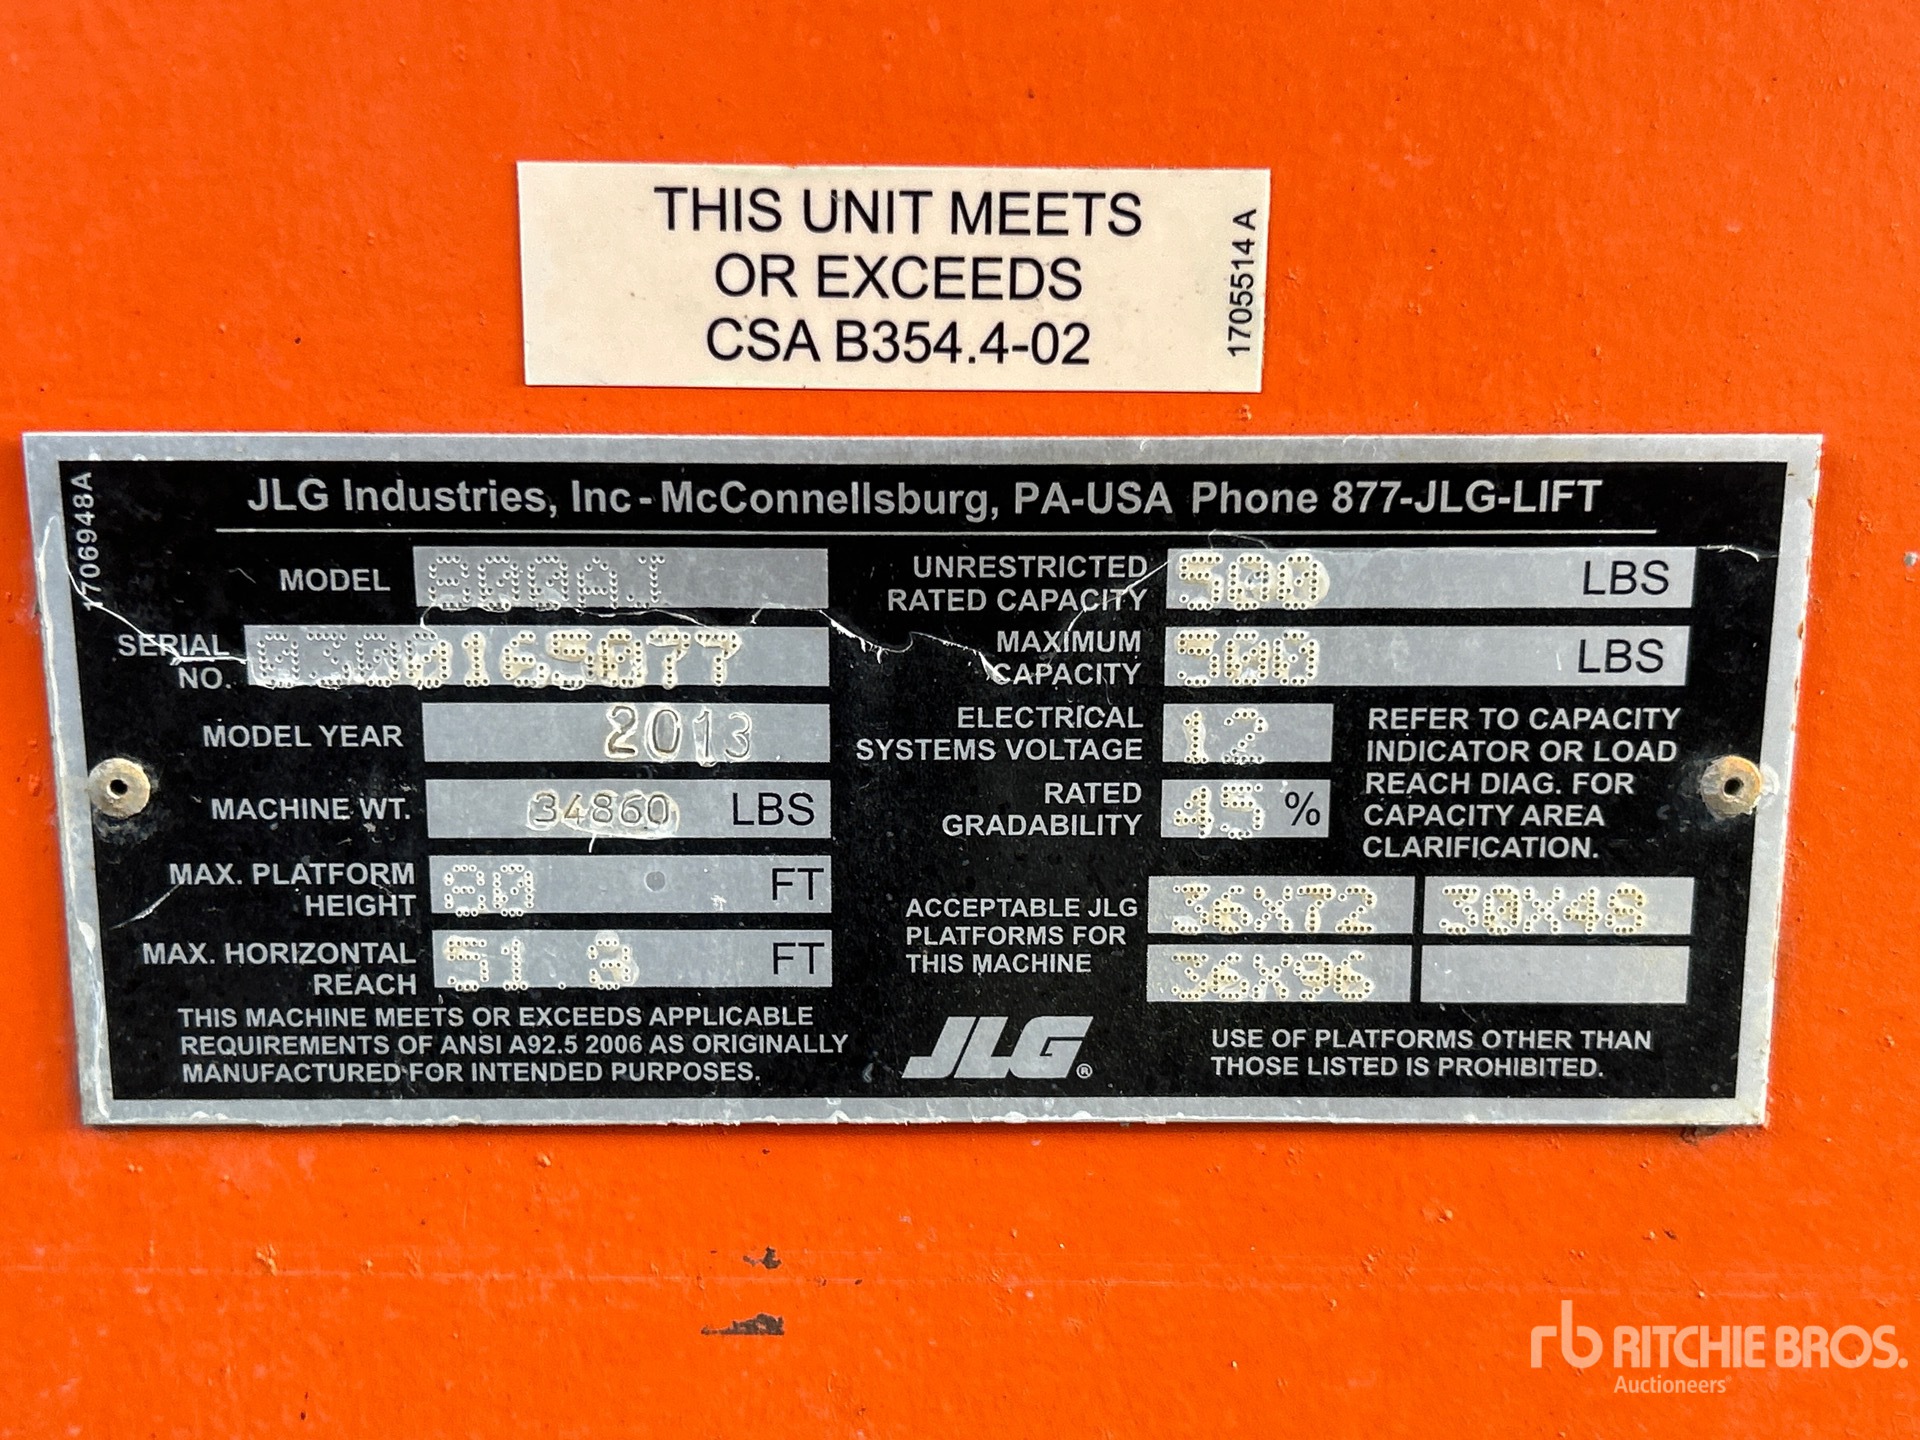 THIS UNIT MEETS
OR EXCEEDS
CSA B354.4-02
1705514 A
1706948A
JLG Industries, Inc - McConnellsburg, PA-USA Phone 877-JLG-LIFT
MODEL 800AJ
SERIAL NO. 0300165077
MODEL YEAR 2013
MACHINE WT. 34860 LBS
MAX. PLATFORM HEIGHT 80 FT
MAX. HORIZONTAL REACH 51.3 FT
THIS MACHINE MEETS OR EXCEEDS APPLICABLE
REQUIREMENTS OF ANSI A92.5 2006 AS ORIGINALLY
MANUFACTURED FOR INTENDED PURPOSES.
UNRESTRICTED RATED CAPACITY 500 LBS
MAXIMUM CAPACITY 500 LBS
ELECTRICAL SYSTEMS VOLTAGE 12
RATED GRADABILITY 45 %
REFER TO CAPACITY
INDICATOR OR LOAD
REACH DIAG. FOR
CAPACITY AREA
CLARIFICATION.
ACCEPTABLE JLG
PLATFORMS FOR
THIS MACHINE
36X72 30X48
36X96
JLG®
USE OF PLATFORMS OTHER THAN
THOSE LISTED IS PROHIBITED.
rb RITCHIE BROS.
Auctioneers